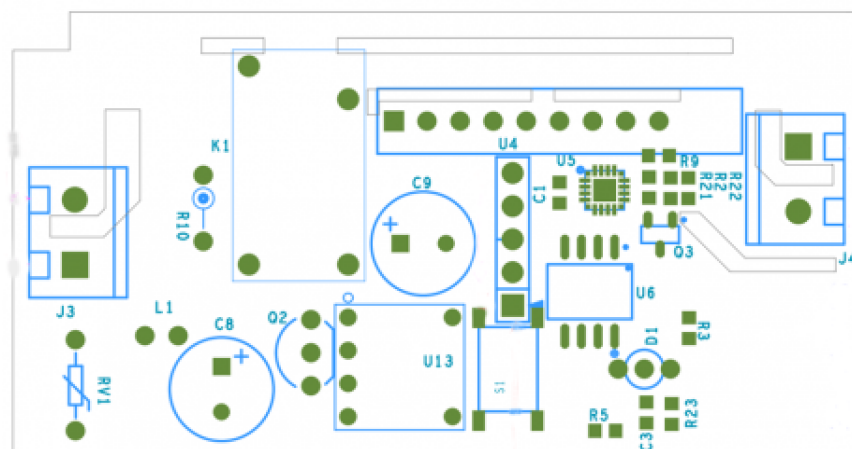 K1
U4
U5
R9
R21
R2
R22
C1
C9
R10
Q3
J4
J3
L1
C8
Q2
U6
U13
D1
R3
S1
RV1
R5
C3
R23
+
+